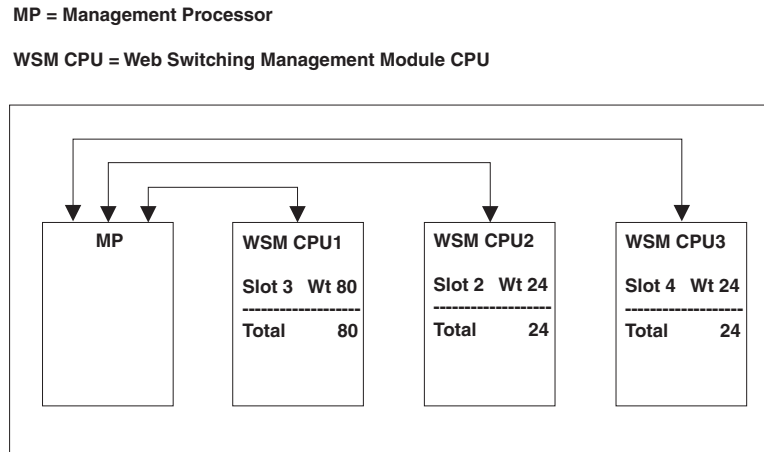 MP = Management Processor
WSM CPU = Web Switching Management Module CPU
MP
WSM CPU1
Slot 3 Wt 80
-------------------
Total 80
WSM CPU2
Slot 2 Wt 24
-------------------
Total 24
WSM CPU3
Slot 4 Wt 24
-------------------
Total 24